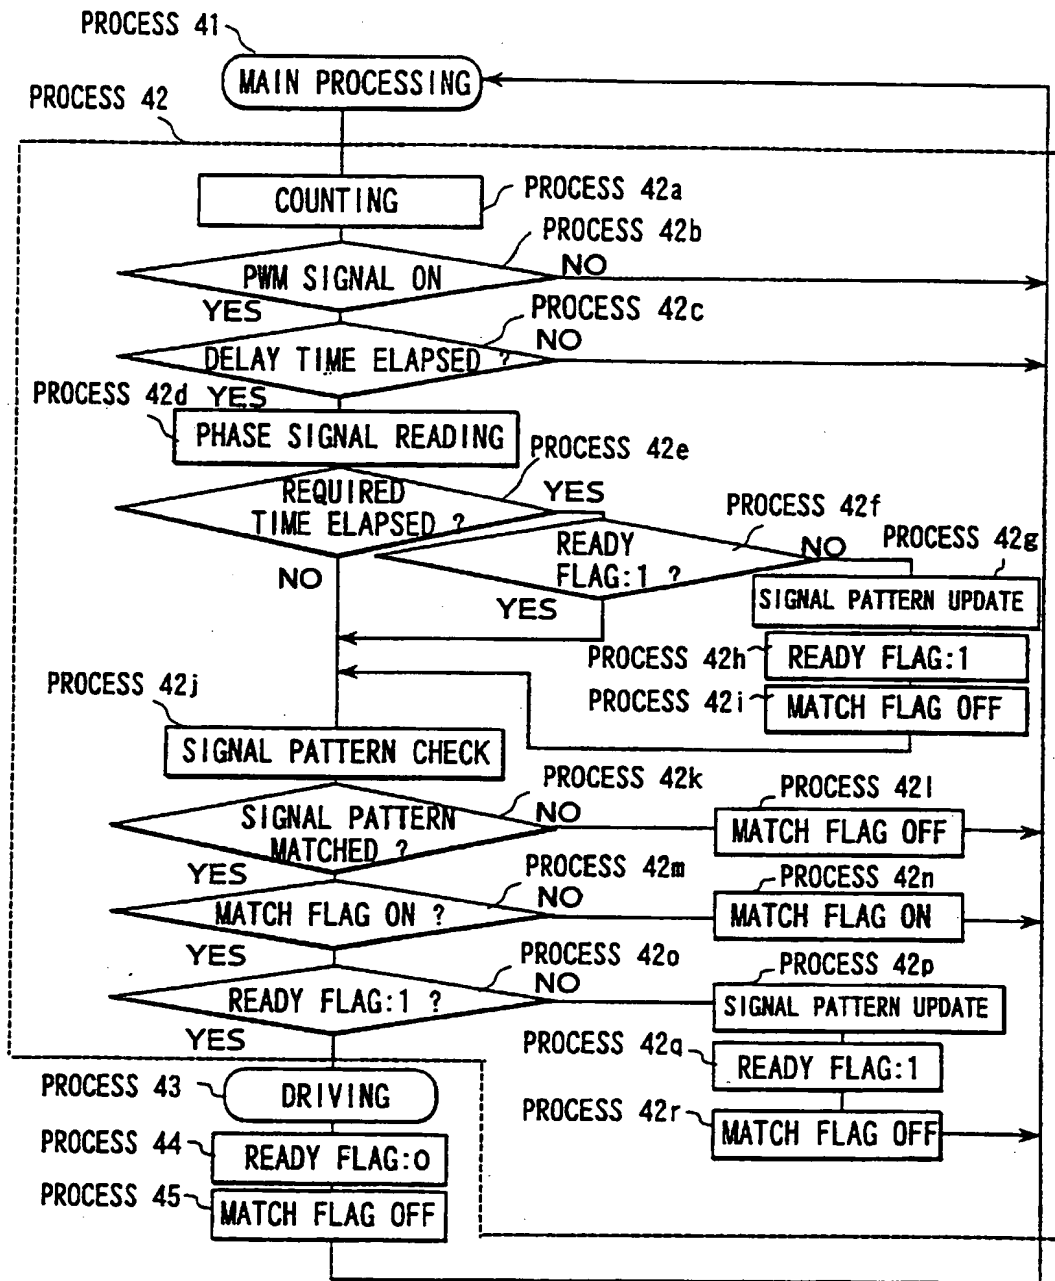 PROCESS 41
MAIN PROCESSING
PROCESS 42
COUNTING
PROCESS 42a
PROCESS 42b
PWM SIGNAL ON
NO
YES
PROCESS 42c
DELAY TIME ELAPSED ?
NO
YES
PROCESS 42d
PHASE SIGNAL READING
PROCESS 42e
REQUIRED
TIME ELAPSED ?
YES
NO
PROCESS 42f
READY
FLAG:1 ?
NO
YES
PROCESS 42g
SIGNAL PATTERN UPDATE
PROCESS 42h
READY FLAG:1
PROCESS 42i
MATCH FLAG OFF
PROCESS 42j
SIGNAL PATTERN CHECK
PROCESS 42k
SIGNAL PATTERN
MATCHED ?
NO
YES
PROCESS 42l
MATCH FLAG OFF
PROCESS 42m
MATCH FLAG ON ?
NO
YES
PROCESS 42n
MATCH FLAG ON
PROCESS 42o
READY FLAG:1 ?
NO
YES
PROCESS 42p
SIGNAL PATTERN UPDATE
PROCESS 42q
READY FLAG:1
PROCESS 42r
MATCH FLAG OFF
PROCESS 43
DRIVING
PROCESS 44
READY FLAG:0
PROCESS 45
MATCH FLAG OFF